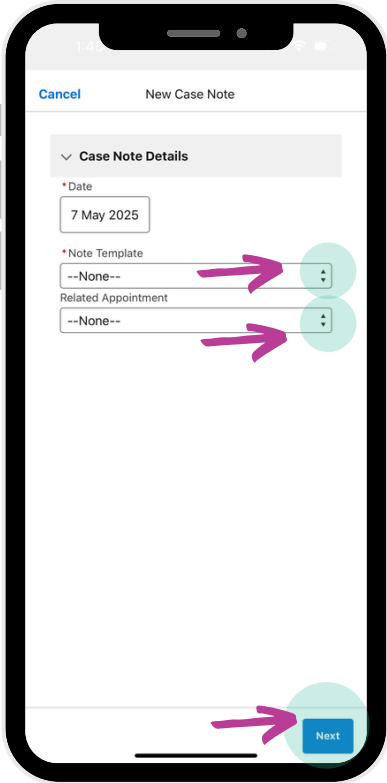 Cancel New Case Note
Case Note Details
*Date
7 May 2025
*Note Template
--None--
Related Appointment
--None--
Next